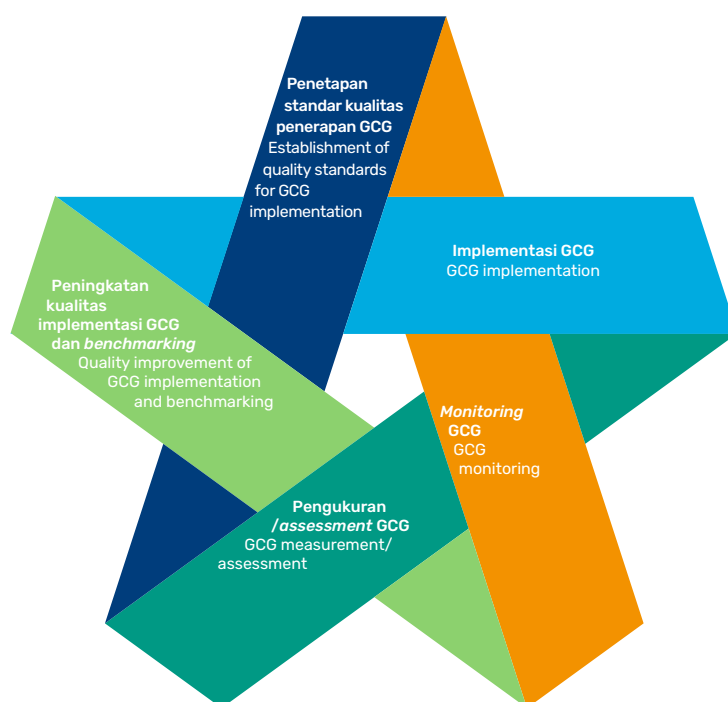 Penetapan
standar kualitas
penerapan GCG
Establishment of
quality standards
for GCG
implementation
Implementasi GCG
GCG implementation
Monitoring
GCG
GCG
monitoring
Pengukuran
/assessment GCG
GCG measurement/
assessment
Peningkatan
kualitas
implementasi GCG
dan benchmarking
Quality improvement of
GCG implementation
and benchmarking